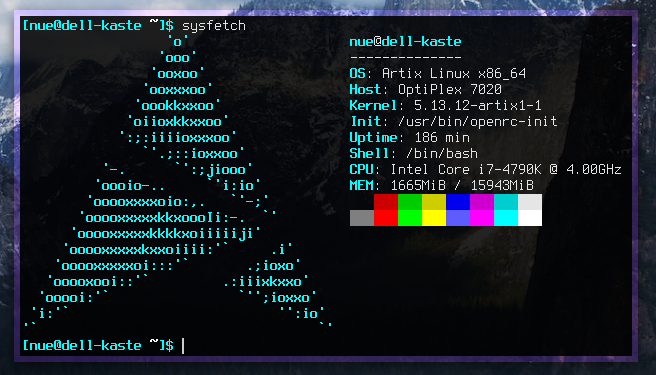 [nue@dell-kaste ~]$ sysfetch
'o'
'ooo'                   nue@dell-kaste
'ooxoo'                 --------------
'ooxxxoo'               OS: Artix Linux x86_64
'oookkxxoo'             Host: OptiPlex 7020
'oiioxkkxxoo'           Kernel: 5.13.12-artix1-1
':;:iiiioxxxoo'         Init: /usr/bin/openrc-init
`'.;::ioxxoo'           Uptime: 186 min
'-.      `':;jiooo'     Shell: /bin/bash
'oooio-..     `'i:io'   CPU: Intel Core i7-4790K @ 4.00GHz
'ooooxxxxoio:,.   `'-;' MEM: 1665MiB / 15943MiB
'ooooxxxxxkkxoooIi:-.  `'
'ooooxxxxxkkkkxoiiiiiji'
'ooooxxxxxkxxoiiii:'`     .i'
'ooooxxxxxoi:::'`       .;ioxo'
'ooooxooi::'`         .:iiixkxxo'
'ooooi:'`                `'';ioxxo'
'i:'`                          '':io'
'`                                   `'
[nue@dell-kaste ~]$